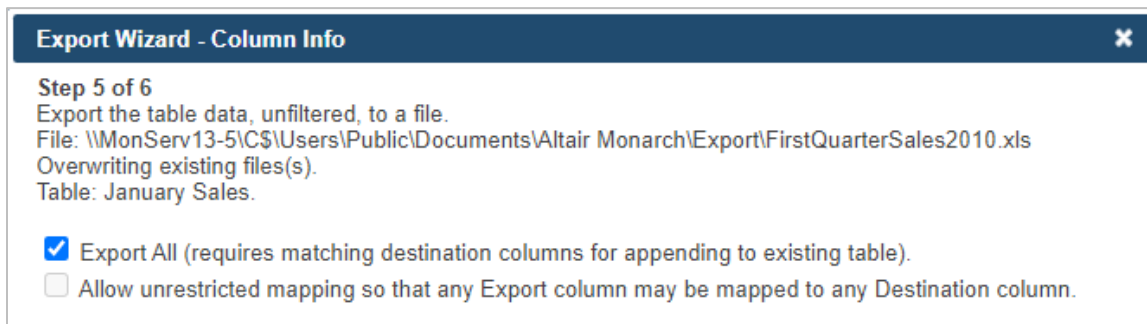 Export Wizard - Column Info
Step 5 of 6
Export the table data, unfiltered, to a file.
File: \\MonServ13-5\C$\Users\Public\Documents\Altair Monarch\Export\FirstQuarterSales2010.xls
Overwriting existing files(s).
Table: January Sales.
Export All (requires matching destination columns for appending to existing table).
Allow unrestricted mapping so that any Export column may be mapped to any Destination column.